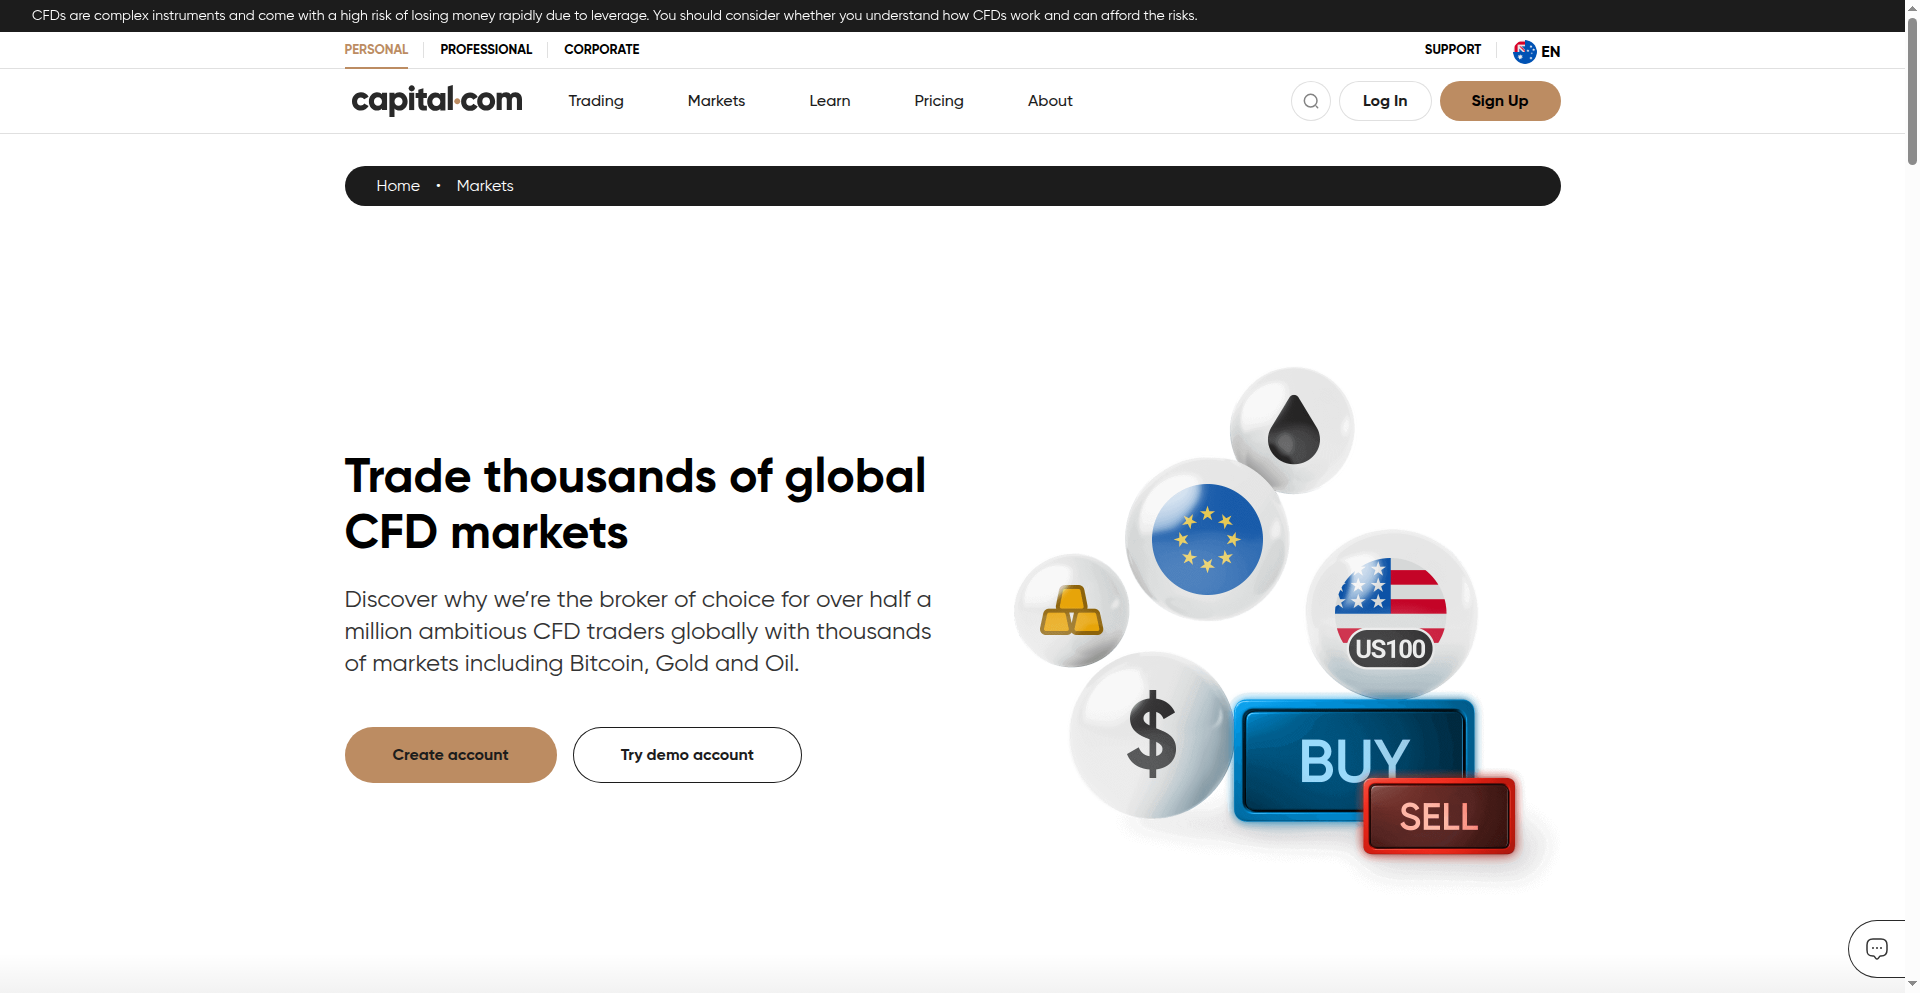 CFDs are complex instruments and come with a high risk of losing money rapidly due to leverage. You should consider whether you understand how CFDs work and can afford the risks.
PERSONAL
PROFESSIONAL
CORPORATE
SUPPORT
EN
capital.com
Trading
Markets
Learn
Pricing
About
Log In
Sign Up
Home • Markets
Trade thousands of global
CFD markets
Discover why we’re the broker of choice for over half a
million ambitious CFD traders globally with thousands
of markets including Bitcoin, Gold and Oil.
Create account
Try demo account
US100
$
BUY
SELL